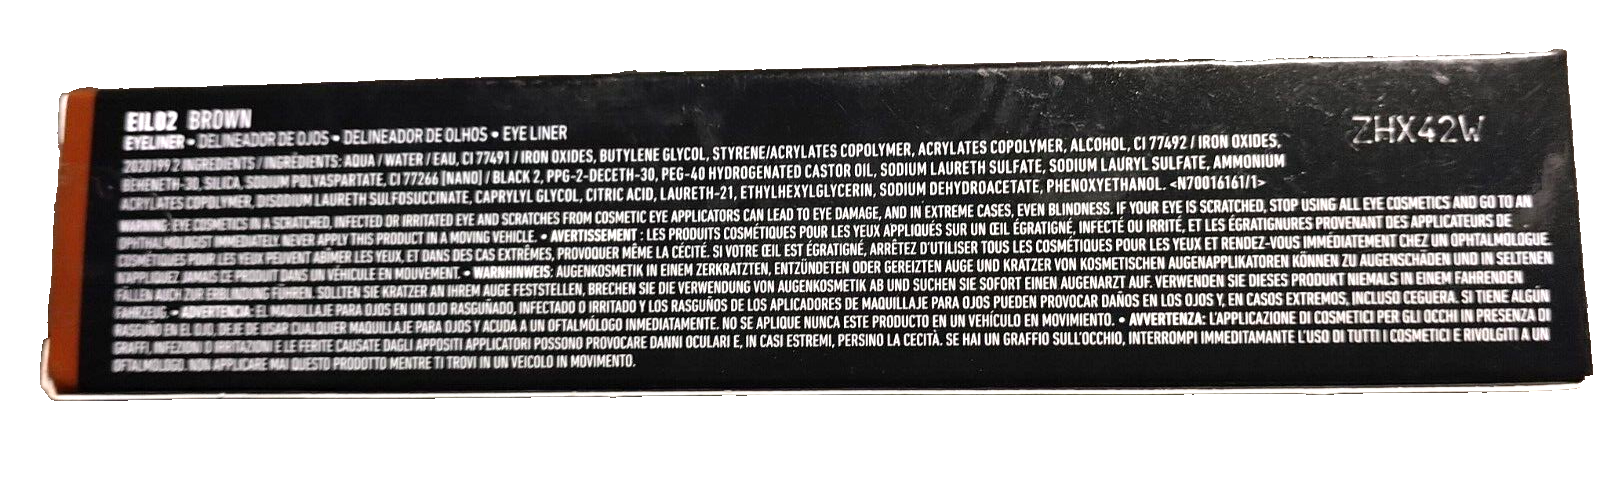 EIL02 BROWN
EYELINER • DELINEADOR DE OJOS • DELINEADOR DE OLHOS • EYE LINER
2020199 2 INGREDIENTS / INGRÉDIENTS: AQUA / WATER / EAU, CI 77491 / IRON OXIDES, BUTYLENE GLYCOL, STYRENE/ACRYLATES COPOLYMER, ACRYLATES COPOLYMER, ALCOHOL, CI 77492 / IRON OXIDES,
BEHENETH-30, SILICA, SODIUM POLYASPARTATE, CI 77266 [NANO] / BLACK 2, PPG-2-DECETH-30, PEG-40 HYDROGENATED CASTOR OIL, SODIUM LAURETH SULFATE, SODIUM LAURYL SULFATE, AMMONIUM
ACRYLATES COPOLYMER, DISODIUM LAURETH SULFOSUCCINATE, CAPRYLYL GLYCOL, CITRIC ACID, LAURETH-21, ETHYLHEXYLGLYCERIN, SODIUM DEHYDROACETATE, PHENOXYETHANOL. <N70016161/1>
WARNING: EYE COSMETICS IN A SCRATCHED, INFECTED OR IRRITATED EYE AND SCRATCHES FROM COSMETIC EYE APPLICATORS CAN LEAD TO EYE DAMAGE, AND IN EXTREME CASES, EVEN BLINDNESS. IF YOUR EYE IS SCRATCHED, STOP USING ALL EYE COSMETICS AND GO TO AN
OPHTHALMOLOGIST IMMEDIATELY. NEVER APPLY THIS PRODUCT IN A MOVING VEHICLE. • AVERTISSEMENT : LES PRODUITS COSMÉTIQUES POUR LES YEUX APPLIQUÉS SUR UN ŒIL ÉGRATIGNÉ, INFECTÉ OU IRRITÉ, ET LES ÉGRATIGNURES PROVENANT DES APPLICATEURS DE
COSMÉTIQUES POUR LES YEUX PEUVENT ABÎMER LES YEUX, ET DANS DES CAS EXTRÊMES, PROVOQUER MÊME LA CÉCITÉ. SI VOTRE ŒIL EST ÉGRATIGNÉ, ARRÊTEZ D'UTILISER TOUS LES COSMÉTIQUES POUR LES YEUX ET RENDEZ-VOUS IMMÉDIATEMENT CHEZ UN OPHTALMOLOGUE.
N'APPLIQUEZ JAMAIS CE PRODUIT DANS UN VÉHICULE EN MOUVEMENT. • WARNHINWEIS: AUGENKOSMETIK IN EINEM ZERKRATZTEN, ENTZÜNDETEN ODER GEREIZTEN AUGE UND KRATZER VON KOSMETISCHEN AUGENAPPLIKATOREN KÖNNEN ZU AUGENSCHÄDEN UND IN SELTENEN
FÄLLEN AUCH ZUR ERBLINDUNG FÜHREN. SOLLTEN SIE KRATZER AN IHREM AUGE FESTSTELLEN, BRECHEN SIE DIE VERWENDUNG VON AUGENKOSMETIK AB UND SUCHEN SIE SOFORT EINEN AUGENARZT AUF. VERWENDEN SIE DIESES PRODUKT NIEMALS IN EINEM FAHRENDEN
FAHRZEUG. • ADVERTENCIA: EL MAQUILLAJE PARA OJOS EN UN OJO RASGUÑADO, INFECTADO O IRRITADO Y LOS RASGUÑOS DE LOS APLICADORES DE MAQUILLAJE PARA OJOS PUEDEN PROVOCAR DAÑOS EN LOS OJOS Y, EN CASOS EXTREMOS, INCLUSO CEGUERA. SI TIENE ALGÚN
RASGUÑO EN EL OJO, DEJE DE USAR CUALQUIER MAQUILLAJE PARA OJOS Y ACUDA A UN OFTALMÓLOGO INMEDIATAMENTE. NO SE APLIQUE NUNCA ESTE PRODUCTO EN UN VEHÍCULO EN MOVIMIENTO. • AVVERTENZA: L'APPLICAZIONE DI COSMETICI PER GLI OCCHI IN PRESENZA DI
GRAFFI, INFEZIONI O IRRITAZIONI E LE FERITE CAUSATE DAGLI APPOSITI APPLICATORI POSSONO PROVOCARE DANNI OCULARI E, IN CASI ESTREMI, PERSINO LA CECITÀ. SE HAI UN GRAFFIO SULL'OCCHIO, INTERROMPI IMMEDITAMANTE L'USO DI TUTTI I COSMETICI E RIVOLGITI A UN
OFTALMOLOGO. NON APPLICARE MAI QUESTO PRODOTTO MENTRE TI TROVI IN UN VEICOLO IN MOVIMENTO.
ZHX42W